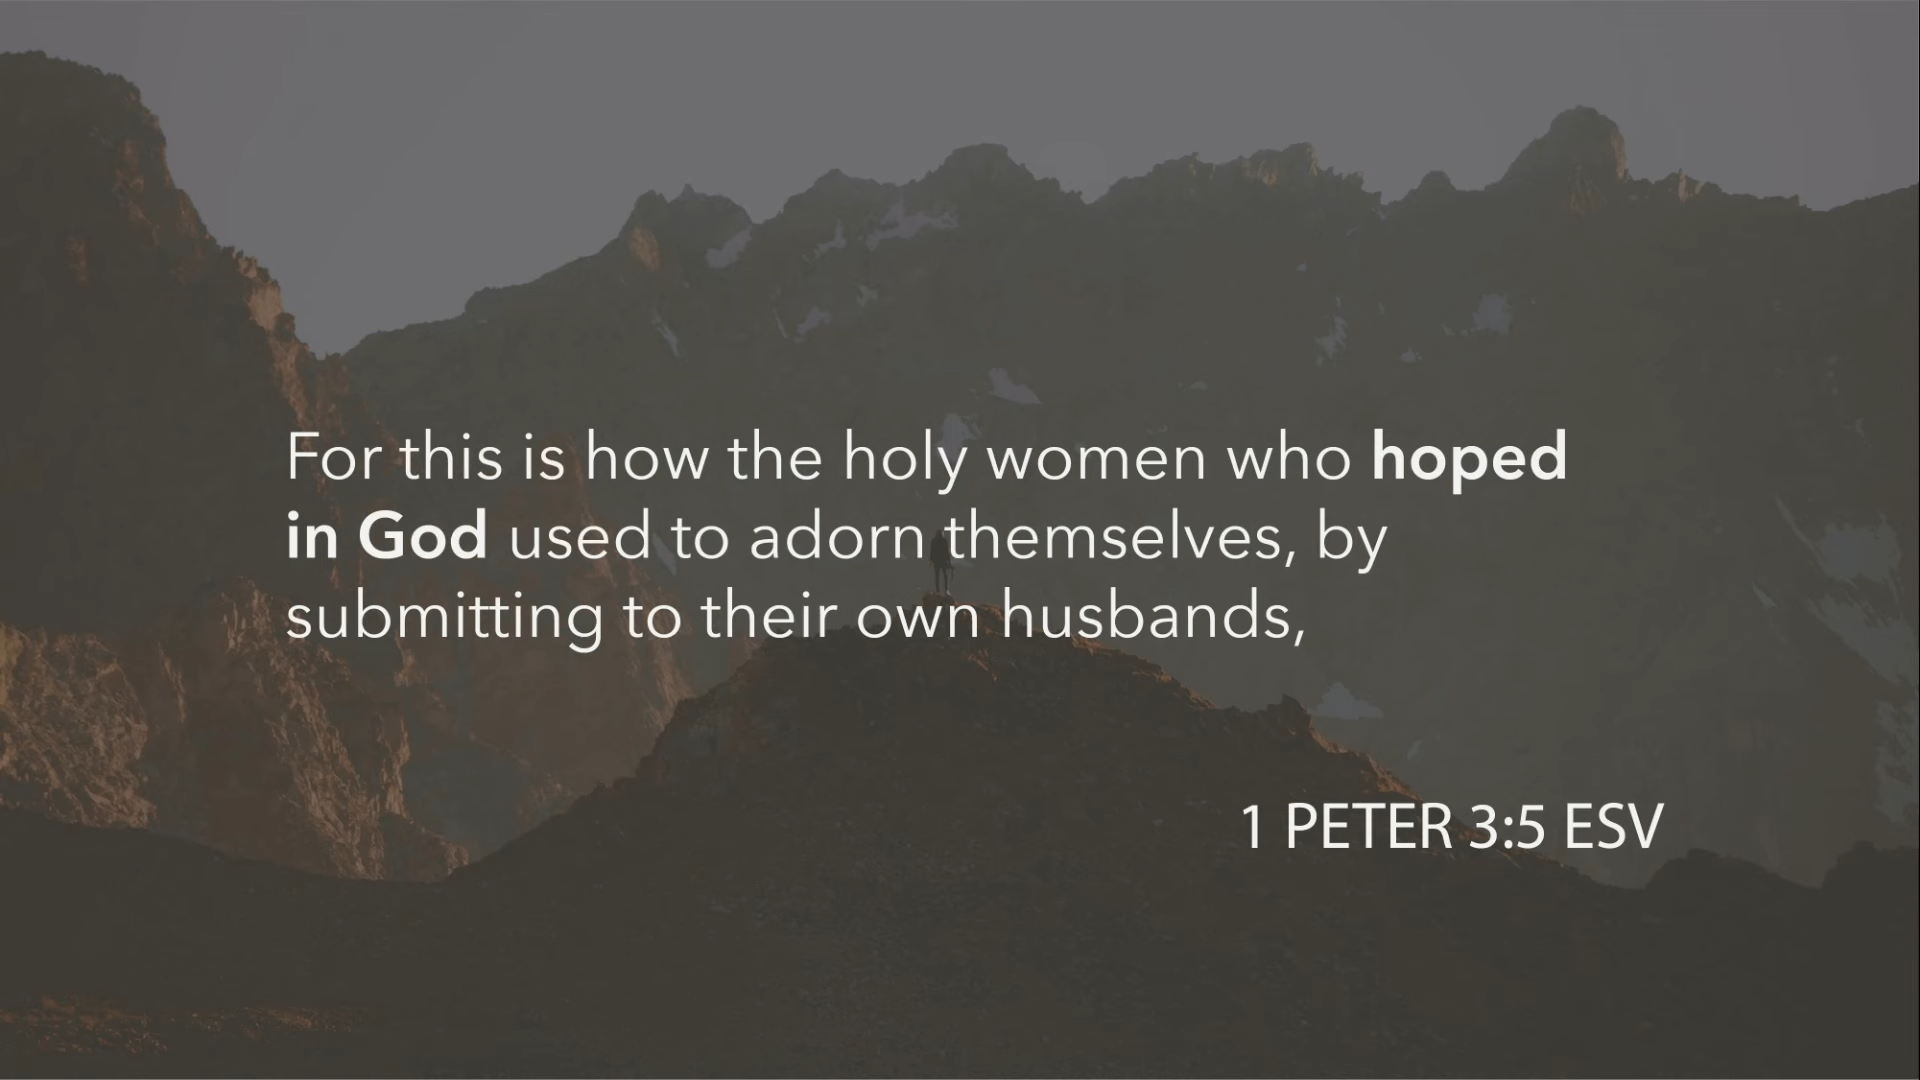 For this is how the holy women who hoped
in God used to adorn themselves, by
submitting to their own husbands,
1 PETER 3:5 ESV